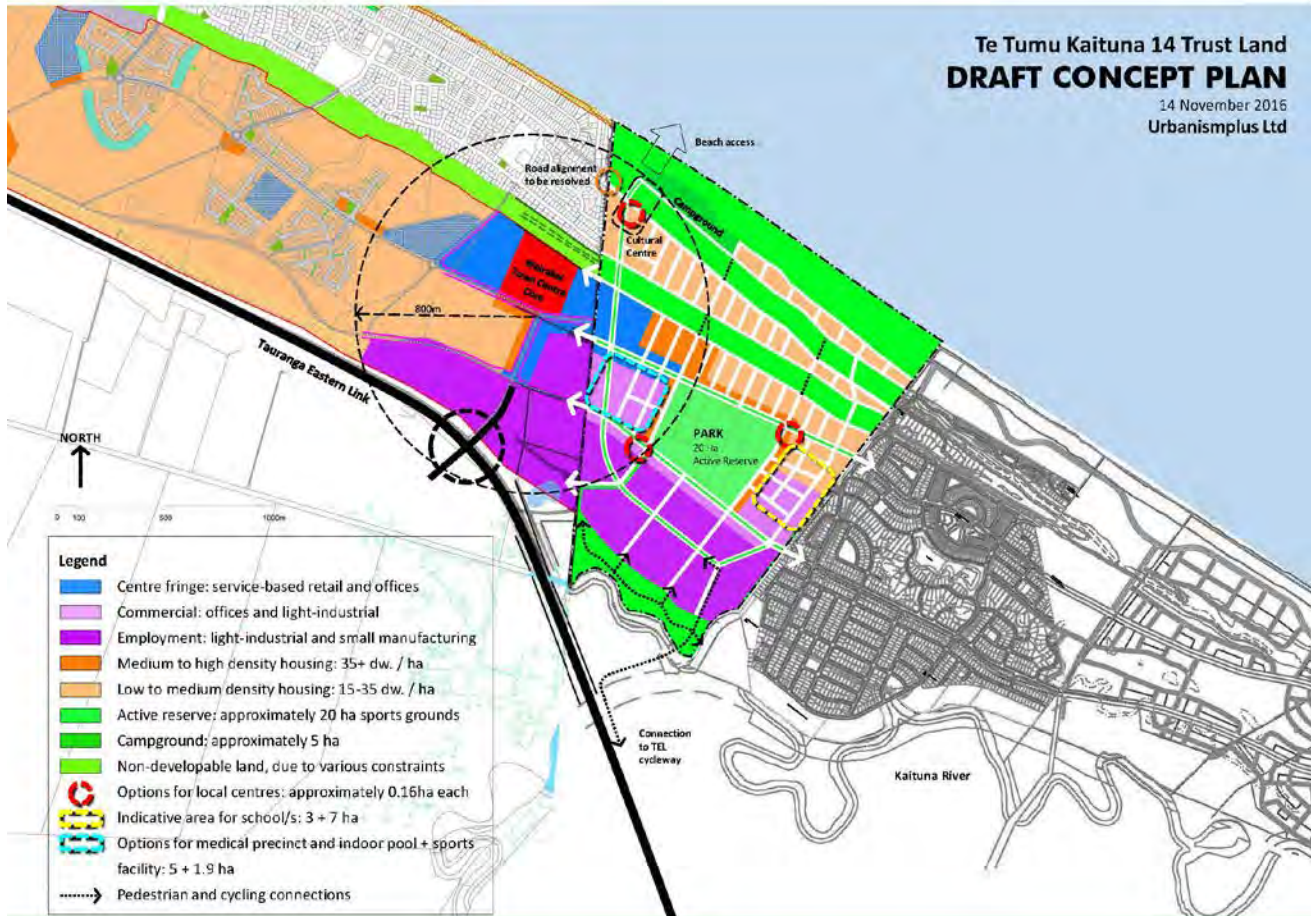 Te Tumu Kaituna 14 Trust Land
DRAFT CONCEPT PLAN
14 November 2016
Urbanismplus Ltd
Beach access
Road alignment
to be resolved
Campground
Cultural
Centre
Wairakei
Town Centre
Core
800m
Tauranga Eastern Link
NORTH
PARK
20 Ha
Active Reserve
0 100 500 1000m
Connection
to TEL
cycleway
Kaituna River
Legend
Centre fringe: service-based retail and offices
Commercial: offices and light-industrial
Employment: light-industrial and small manufacturing
Medium to high density housing: 35+ dw. / ha
Low to medium density housing: 15-35 dw. / ha
Active reserve: approximately 20 ha sports grounds
Campground: approximately 5 ha
Non-developable land, due to various constraints
Options for local centres: approximately 0.16ha each
Indicative area for school/s: 3 + 7 ha
Options for medical precinct and indoor pool + sports
facility: 5 + 1.9 ha
Pedestrian and cycling connections